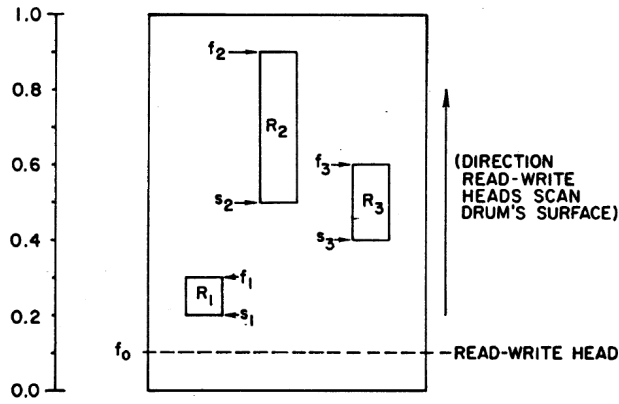 1.0
0.8
0.6
0.4
0.2
0.0
f2
R2
s2
f3
R3
s3
f1
R1
s1
f0
READ-WRITE HEAD
(DIRECTION
READ-WRITE
HEADS SCAN
DRUM'S SURFACE)